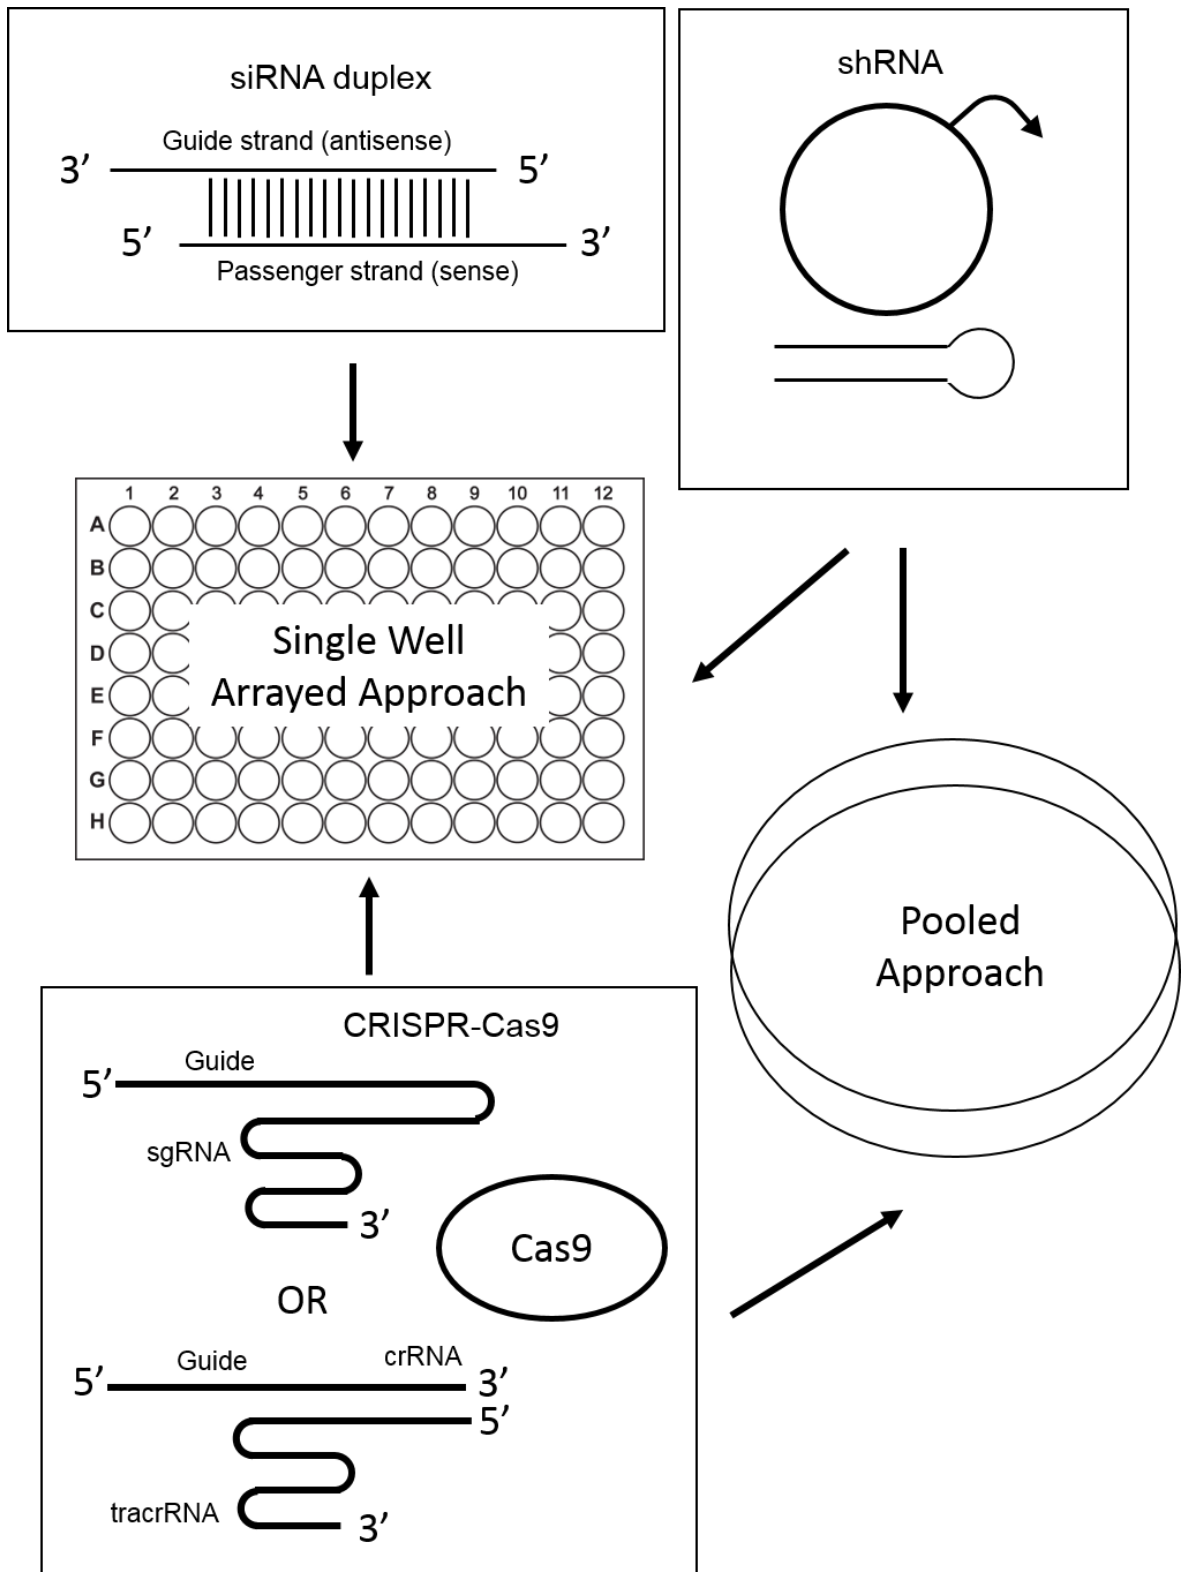 siRNA duplex
Guide strand (antisense)
3’ 5’
5’ 3’
Passenger strand (sense)
shRNA
1 2 3 4 5 6 7 8 9 10 11 12
A
B
C
D
E
F
G
H
Single Well
Arrayed Approach
Pooled
Approach
CRISPR-Cas9
Guide
5’
sgRNA
3’
Cas9
OR
Guide crRNA
5’ 3’
5’
tracrRNA
3’